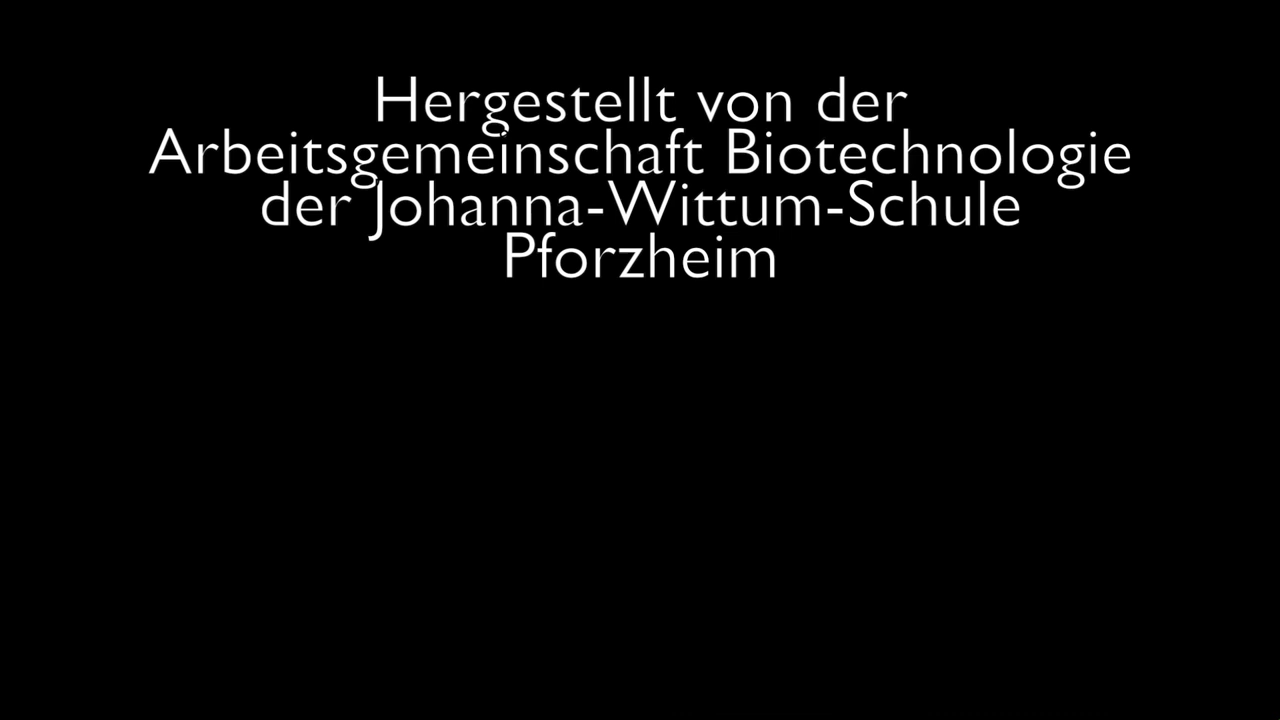 Hergestellt von der
Arbeitsgemeinschaft Biotechnologie
der Johanna-Wittum-Schule
Pforzheim